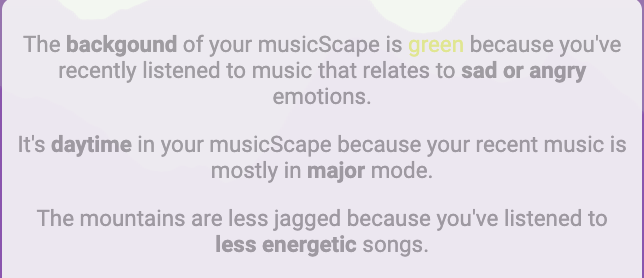 The backgound of your musicScape is green because you've
recently listened to music that relates to sad or angry
emotions.
It's daytime in your musicScape because your recent music is
mostly in major mode.
The mountains are less jagged because you've listened to
less energetic songs.